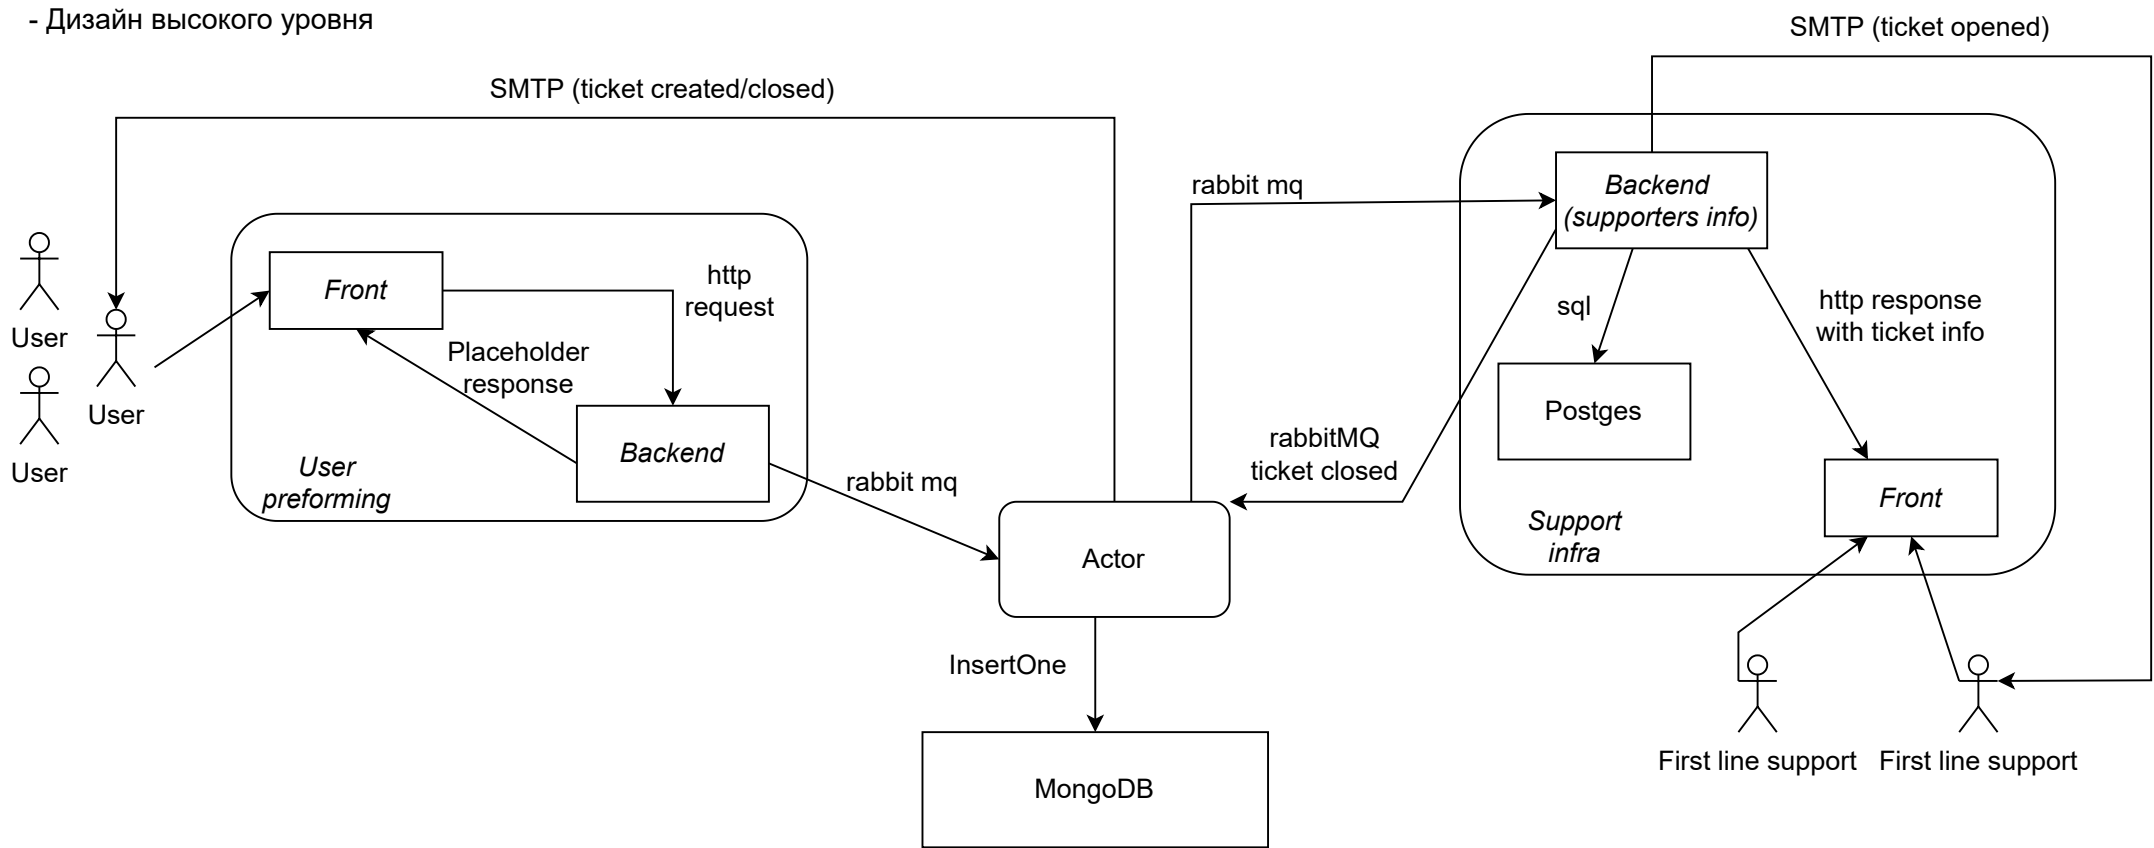 - Дизайн высокого уровня
SMTP (ticket opened)
SMTP (ticket created/closed)
rabbit mq
Backend
(supporters info)
http
request
Front
User
Placeholder
response
User
User
Backend
User
preforming
rabbit mq
sql
http response
with ticket info
Postges
rabbitMQ
ticket closed
Front
Support
infra
Actor
InsertOne
MongoDB
First line support
First line support